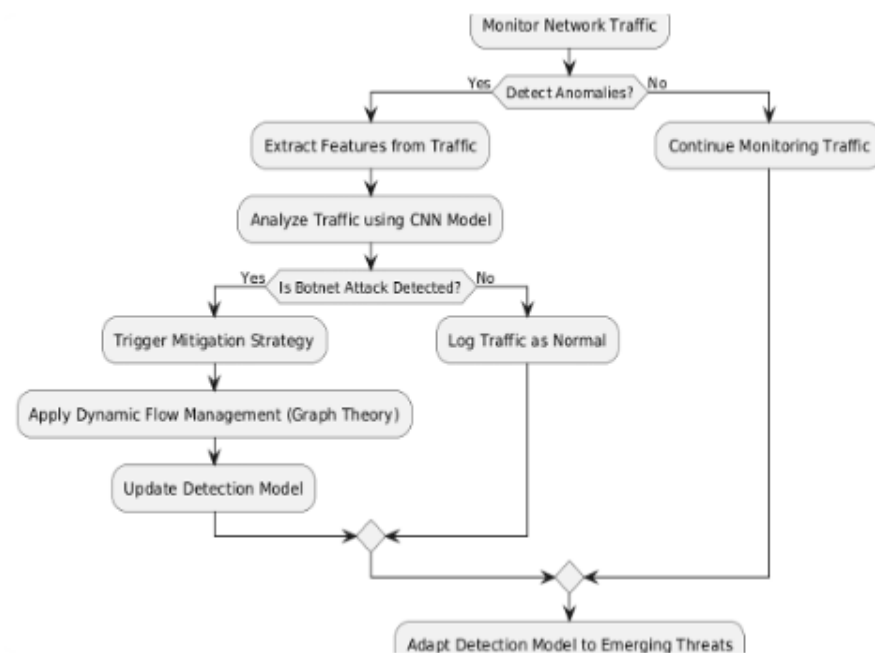 Monitor Network Traffic
Yes
Detect Anomalies?
No
Extract Features from Traffic
Continue Monitoring Traffic
Analyze Traffic using CNN Model
Yes
Is Botnet Attack Detected?
No
Trigger Mitigation Strategy
Log Traffic as Normal
Apply Dynamic Flow Management (Graph Theory)
Update Detection Model
Adapt Detection Model to Emerging Threats